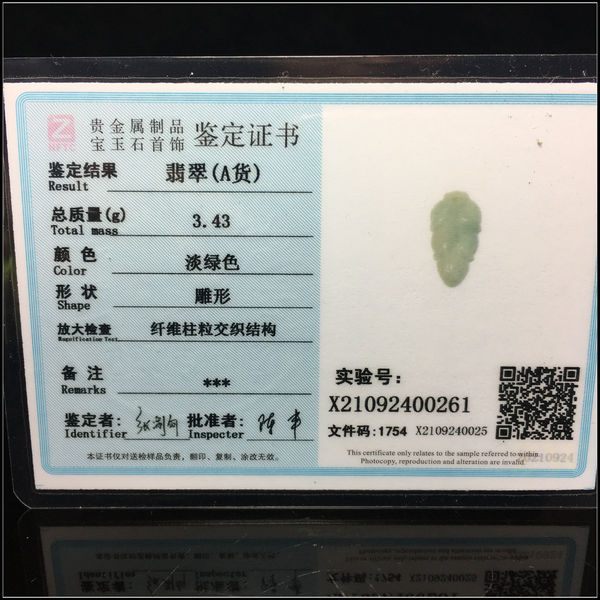 NFYC
贵金属制品
宝玉石首饰 鉴定证书
鉴定结果 翡翠(A货)
Result
总质量(g) 3.43
Total mass
颜色 淡绿色
Color
形状 雕形
Shape
放大检查 纤维柱粒交织结构
Magnification Test
备注 ***
Remarks
鉴定者: 批准者:
Identifier Inspecter
本证书仅对送检样品负责,翻印、复制、涂改无效。
实验号:
X21092400261
文件码:1754 X2109240025
This certificate only relates to the sample referred to within.
Photocopy, reproduction and alteration are invalid.